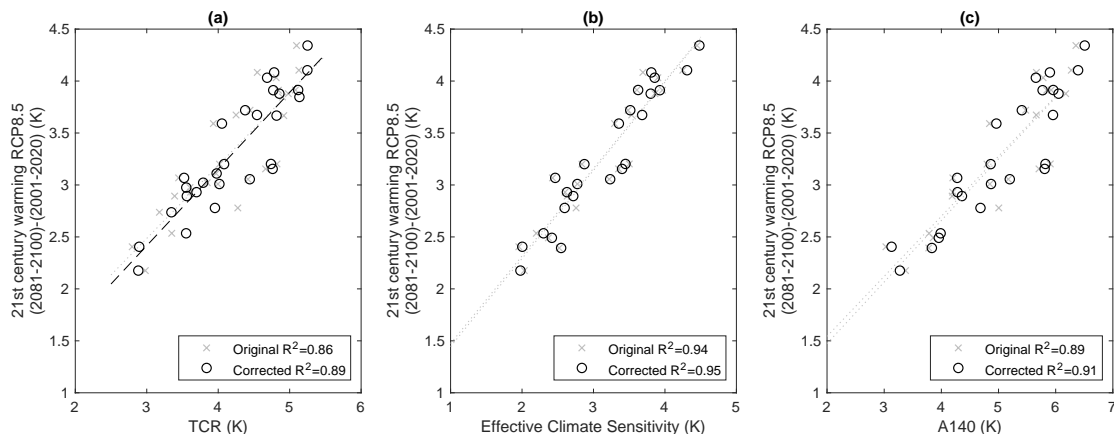 (a)
4.5
4
3.5
3
2.5
2
1.5
1
21st century warming RCP8.5
(2081-2100)-(2001-2020) (K)
Original R²=0.86
Corrected R²=0.89
2 3 4 5 6
TCR (K)
(b)
4.5
4
3.5
3
2.5
2
1.5
1
21st century warming RCP8.5
(2081-2100)-(2001-2020) (K)
Original R²=0.94
Corrected R²=0.95
1 2 3 4 5
Effective Climate Sensitivity (K)
(c)
4.5
4
3.5
3
2.5
2
1.5
1
21st century warming RCP8.5
(2081-2100)-(2001-2020) (K)
Original R²=0.89
Corrected R²=0.91
2 3 4 5 6 7
A140 (K)